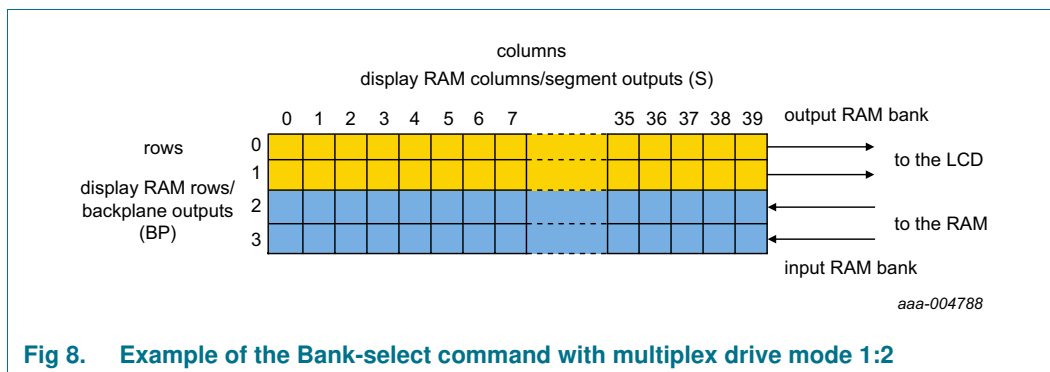 columns
display RAM columns/segment outputs (S)
0 1 2 3 4 5 6 7 35 36 37 38 39 output RAM bank
rows 0
to the LCD
1
display RAM rows/
backplane outputs 2
(BP)
to the RAM
3
input RAM bank
aaa-004788
Fig 8. Example of the Bank-select command with multiplex drive mode 1:2